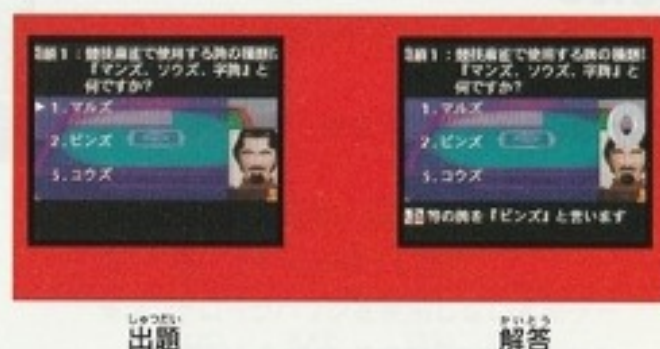 問1：競技麻雀で使用する牌の種類は
『マンズ、ソウズ、字牌』と
何ですか?
1.マルズ
2.ピンズ
3.コウズ
問1：競技麻雀で使用する牌の種類は
『マンズ、ソウズ、字牌』と
何ですか?
1.マルズ
2.ピンズ
3.コウズ
等の牌を『ピンズ』と言います
しゅつだい
出題
かいとう
解答